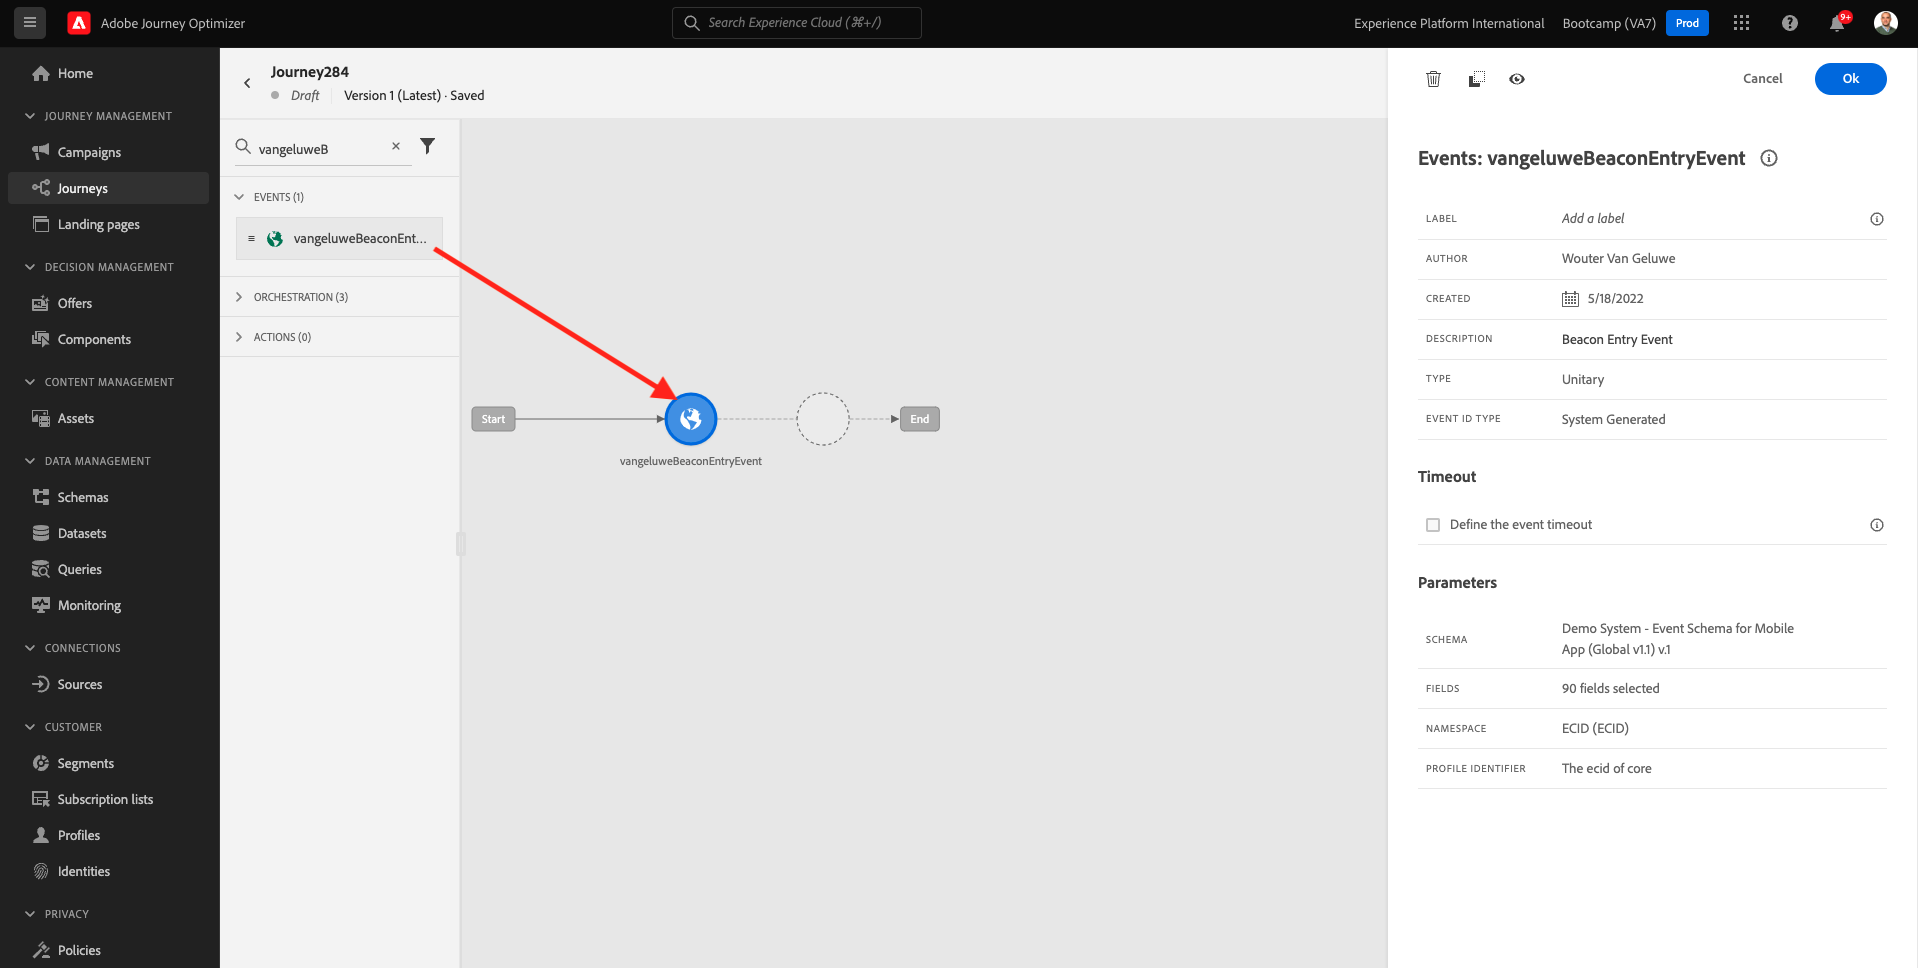 Adobe Journey Optimizer
Search Experience Cloud (⌘+/)
Experience Platform International
Bootcamp (VA7)
Prod
9+
Home
JOURNEY MANAGEMENT
Campaigns
Journeys
Landing pages
DECISION MANAGEMENT
Offers
Components
CONTENT MANAGEMENT
Assets
DATA MANAGEMENT
Schemas
Datasets
Queries
Monitoring
CONNECTIONS
Sources
CUSTOMER
Segments
Subscription lists
Profiles
Identities
PRIVACY
Policies
Journey284
Draft
Version 1 (Latest) · Saved
vangeluweB
EVENTS (1)
vangeluweBeaconEnt...
ORCHESTRATION (3)
ACTIONS (0)
Start
End
vangeluweBeaconEntryEvent
Cancel
Ok
Events: vangeluweBeaconEntryEvent
LABEL Add a label
AUTHOR Wouter Van Geluwe
CREATED 5/18/2022
DESCRIPTION Beacon Entry Event
TYPE Unitary
EVENT ID TYPE System Generated
Timeout
Define the event timeout
Parameters
SCHEMA Demo System - Event Schema for Mobile
App (Global v1.1) v.1
FIELDS 90 fields selected
NAMESPACE ECID (ECID)
PROFILE IDENTIFIER The ecid of core